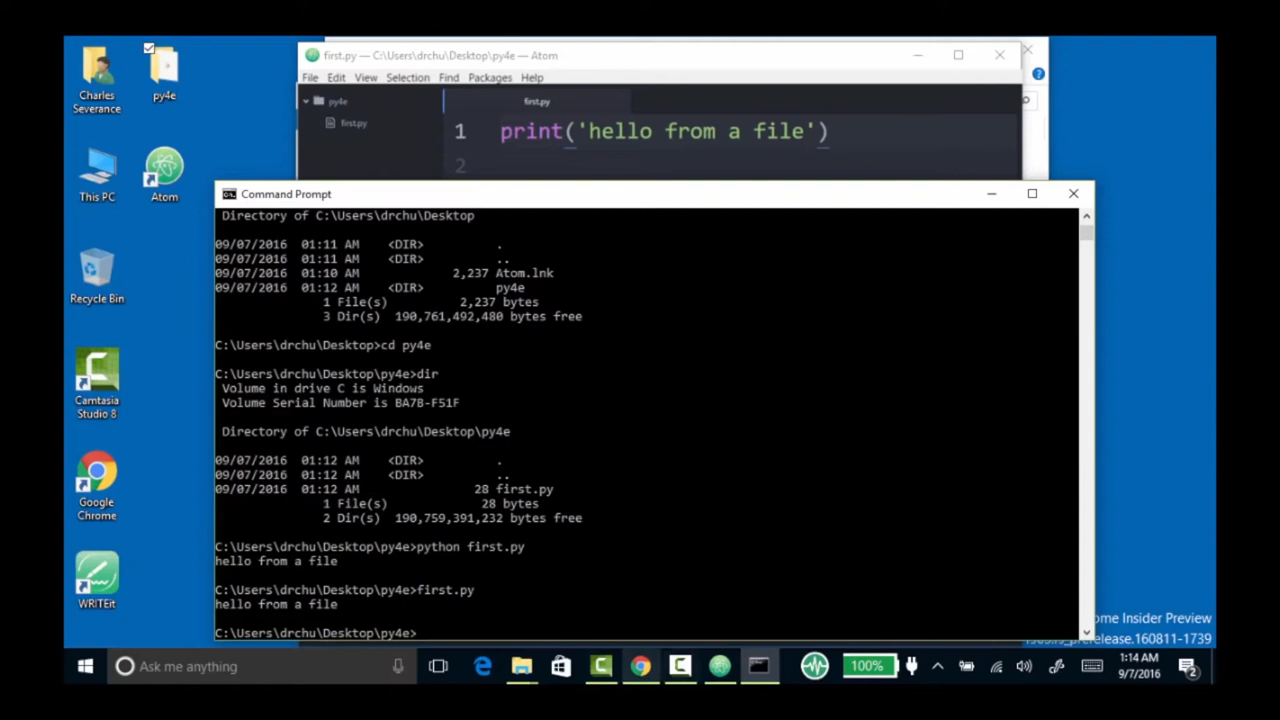 Charles
Severance
py4e
This PC
Atom
Recycle Bin
Camtasia
Studio 8
Google
Chrome
WRITEit
first.py — C:\Users\drchu\Desktop\py4e — Atom
File Edit View Selection Find Packages Help
py4e
first.py
first.py
1 print('hello from a file')
2
Command Prompt
Directory of C:\Users\drchu\Desktop
09/07/2016 01:11 AM <DIR> .
09/07/2016 01:11 AM <DIR> ..
09/07/2016 01:10 AM 2,237 Atom.lnk
09/07/2016 01:12 AM <DIR> py4e
1 File(s) 2,237 bytes
3 Dir(s) 190,761,492,480 bytes free
C:\Users\drchu\Desktop>cd py4e
C:\Users\drchu\Desktop\py4e>dir
Volume in drive C is Windows
Volume Serial Number is BA7B-F51F
Directory of C:\Users\drchu\Desktop\py4e
09/07/2016 01:12 AM <DIR> .
09/07/2016 01:12 AM <DIR> ..
09/07/2016 01:12 AM 28 first.py
1 File(s) 28 bytes
2 Dir(s) 190,759,391,232 bytes free
C:\Users\drchu\Desktop\py4e>python first.py
hello from a file
C:\Users\drchu\Desktop\py4e>first.py
hello from a file
C:\Users\drchu\Desktop\py4e>
ome Insider Preview
prerelease.160811-1739
Ask me anything
100%
1:14 AM
9/7/2016
2